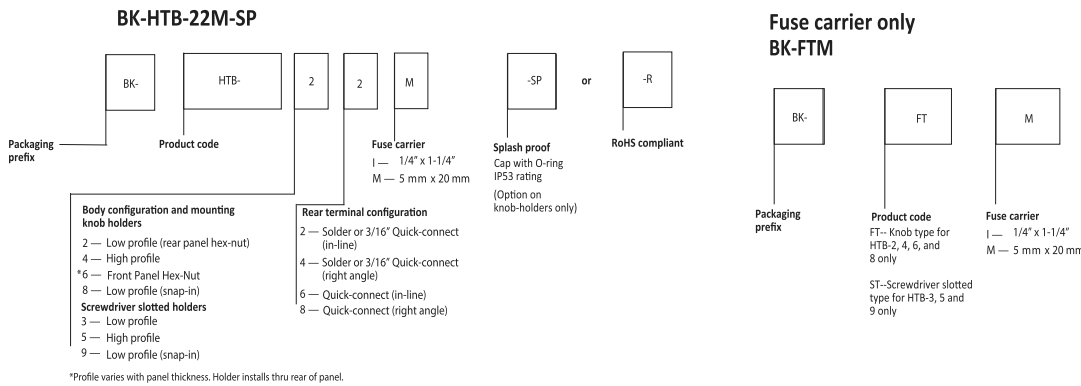 BK-HTB-22M-SP
BK-
HTB-
2
2
M
-SP
or
-R
Packaging
prefix
Product code
Fuse carrier
I — 1/4” x 1-1/4”
M — 5 mm x 20 mm
Splash proof
Cap with O-ring
IP53 rating
(Option on
knob-holders only)
RoHS compliant
Body configuration and mounting
knob holders
2 — Low profile (rear panel hex-nut)
4 — High profile
*6 — Front Panel Hex-Nut
8 — Low profile (snap-in)
Screwdriver slotted holders
3 — Low profile
5 — High profile
9 — Low profile (snap-in)
Rear terminal configuration
2 — Solder or 3/16” Quick-connect
(in-line)
4 — Solder or 3/16” Quick-connect
(right angle)
6 — Quick-connect (in-line)
8 — Quick-connect (right angle)
*Profile varies with panel thickness. Holder installs thru rear of panel.
Fuse carrier only
BK-FTM
BK-
FT
M
Packaging
prefix
Product code
FT-- Knob type for
HTB-2, 4, 6, and
8 only
ST--Screwdriver slotted
type for HTB-3, 5 and
9 only
Fuse carrier
I — 1/4” x 1-1/4”
M — 5 mm x 20 mm